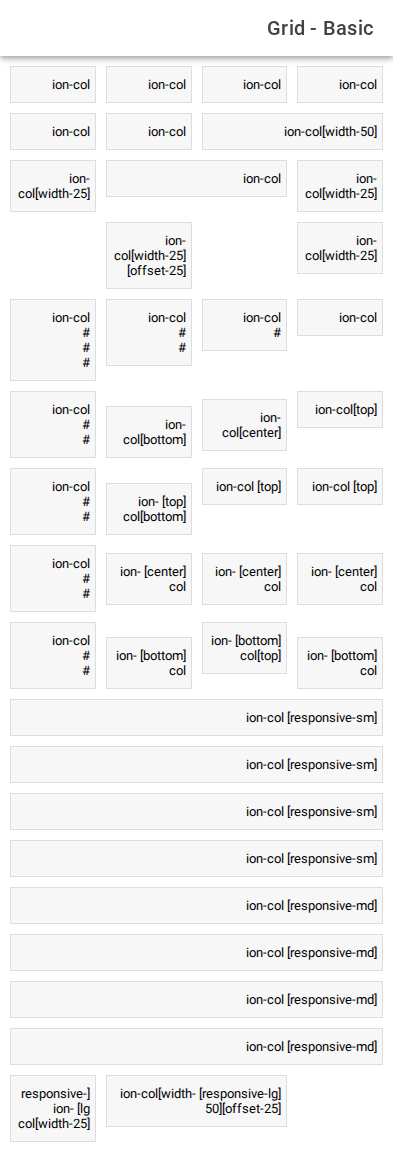 Grid - Basic
ion-col
ion-col
ion-col
ion-col
ion-col
ion-col
ion-col[width-50]
ion-
col[width-25]
ion-col
ion-
col[width-25]
ion-
col[width-25]
[offset-25]
ion-
col[width-25]
ion-col
#
#
#
ion-col
#
#
ion-col
#
ion-col
ion-col
#
#
ion-
col[bottom]
ion-
col[center]
ion-col[top]
ion-col
#
#
ion- [top]
col[bottom]
ion-col [top]
ion-col [top]
ion-col
#
#
ion- [center]
col
ion- [center]
col
ion- [center]
col
ion-col
#
#
ion- [bottom]
col
ion- [bottom]
col[top]
ion- [bottom]
col
ion-col [responsive-sm]
ion-col [responsive-sm]
ion-col [responsive-sm]
ion-col [responsive-sm]
ion-col [responsive-md]
ion-col [responsive-md]
ion-col [responsive-md]
ion-col [responsive-md]
responsive-]
ion- [lg
col[width-25]
ion-col[width- [responsive-lg]
50][offset-25]